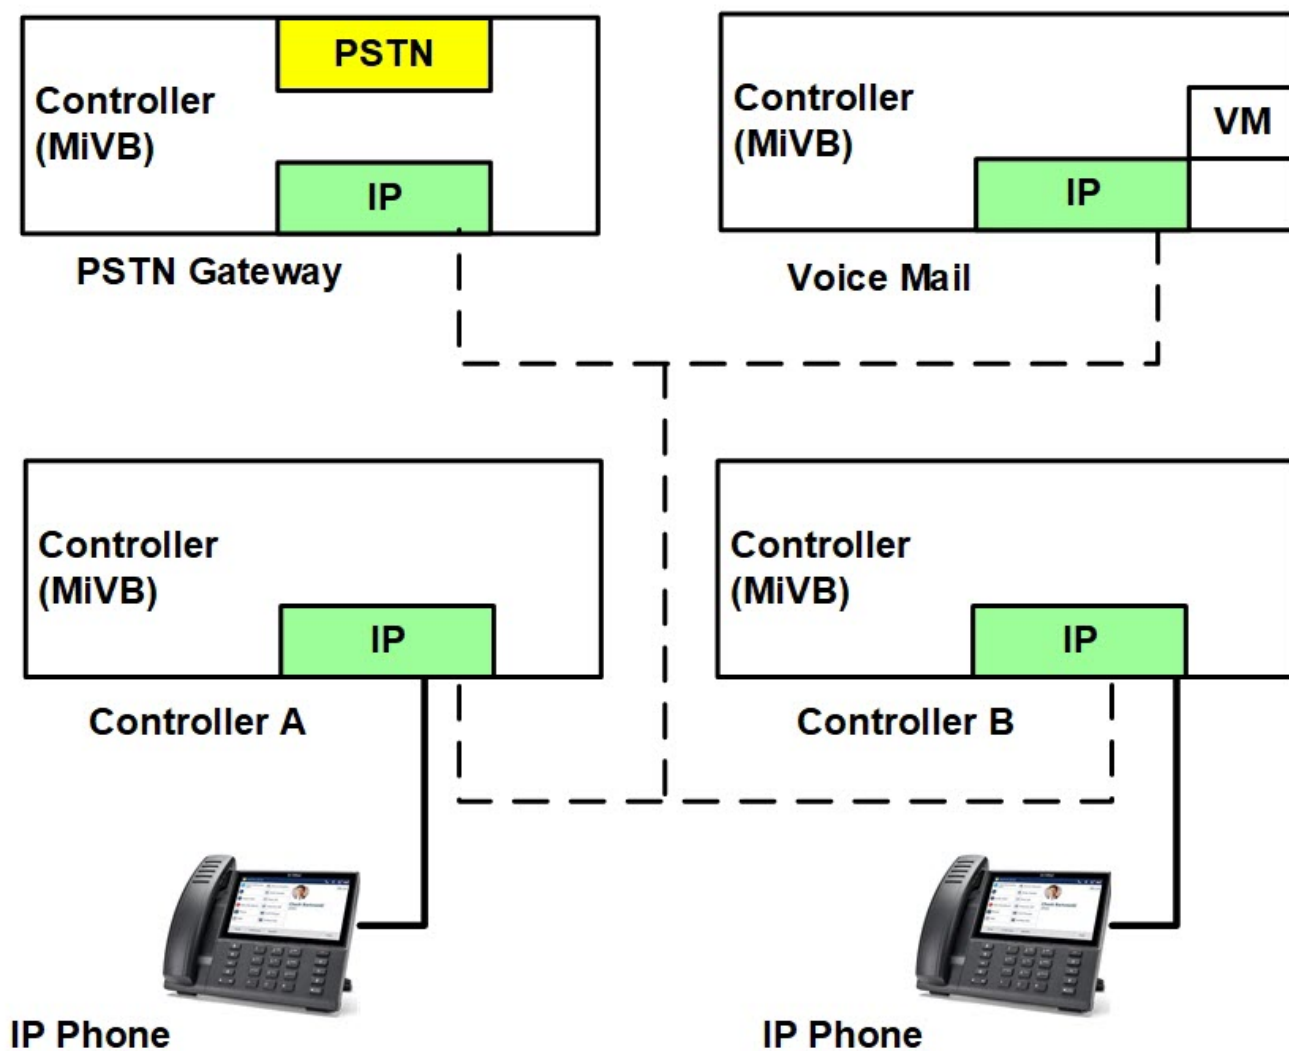 PSTN
Controller
(MiVB)
IP
PSTN Gateway
Controller
(MiVB)
VM
IP
Voice Mail
Controller
(MiVB)
IP
Controller A
Controller
(MiVB)
IP
Controller B
IP Phone
IP Phone